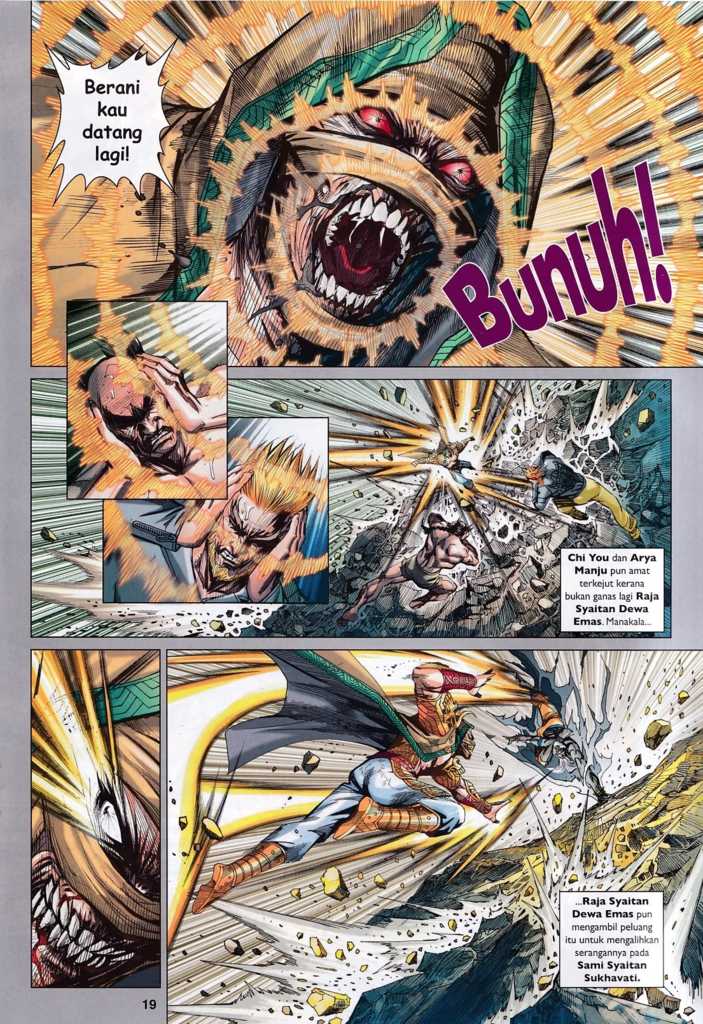 Berani
kau
datang
lagi!
Bunuh!
Chi You dan Arya
Manju pun amat
terkejut kerana
bukan ganas lagi Raja
Syaitan Dewa
Emas. Manakala...
...Raja Syaitan
Dewa Emas pun
mengambil peluang
itu untuk mengalihkan
serangannya pada
Sami Syaitan
Sukhavati.
19